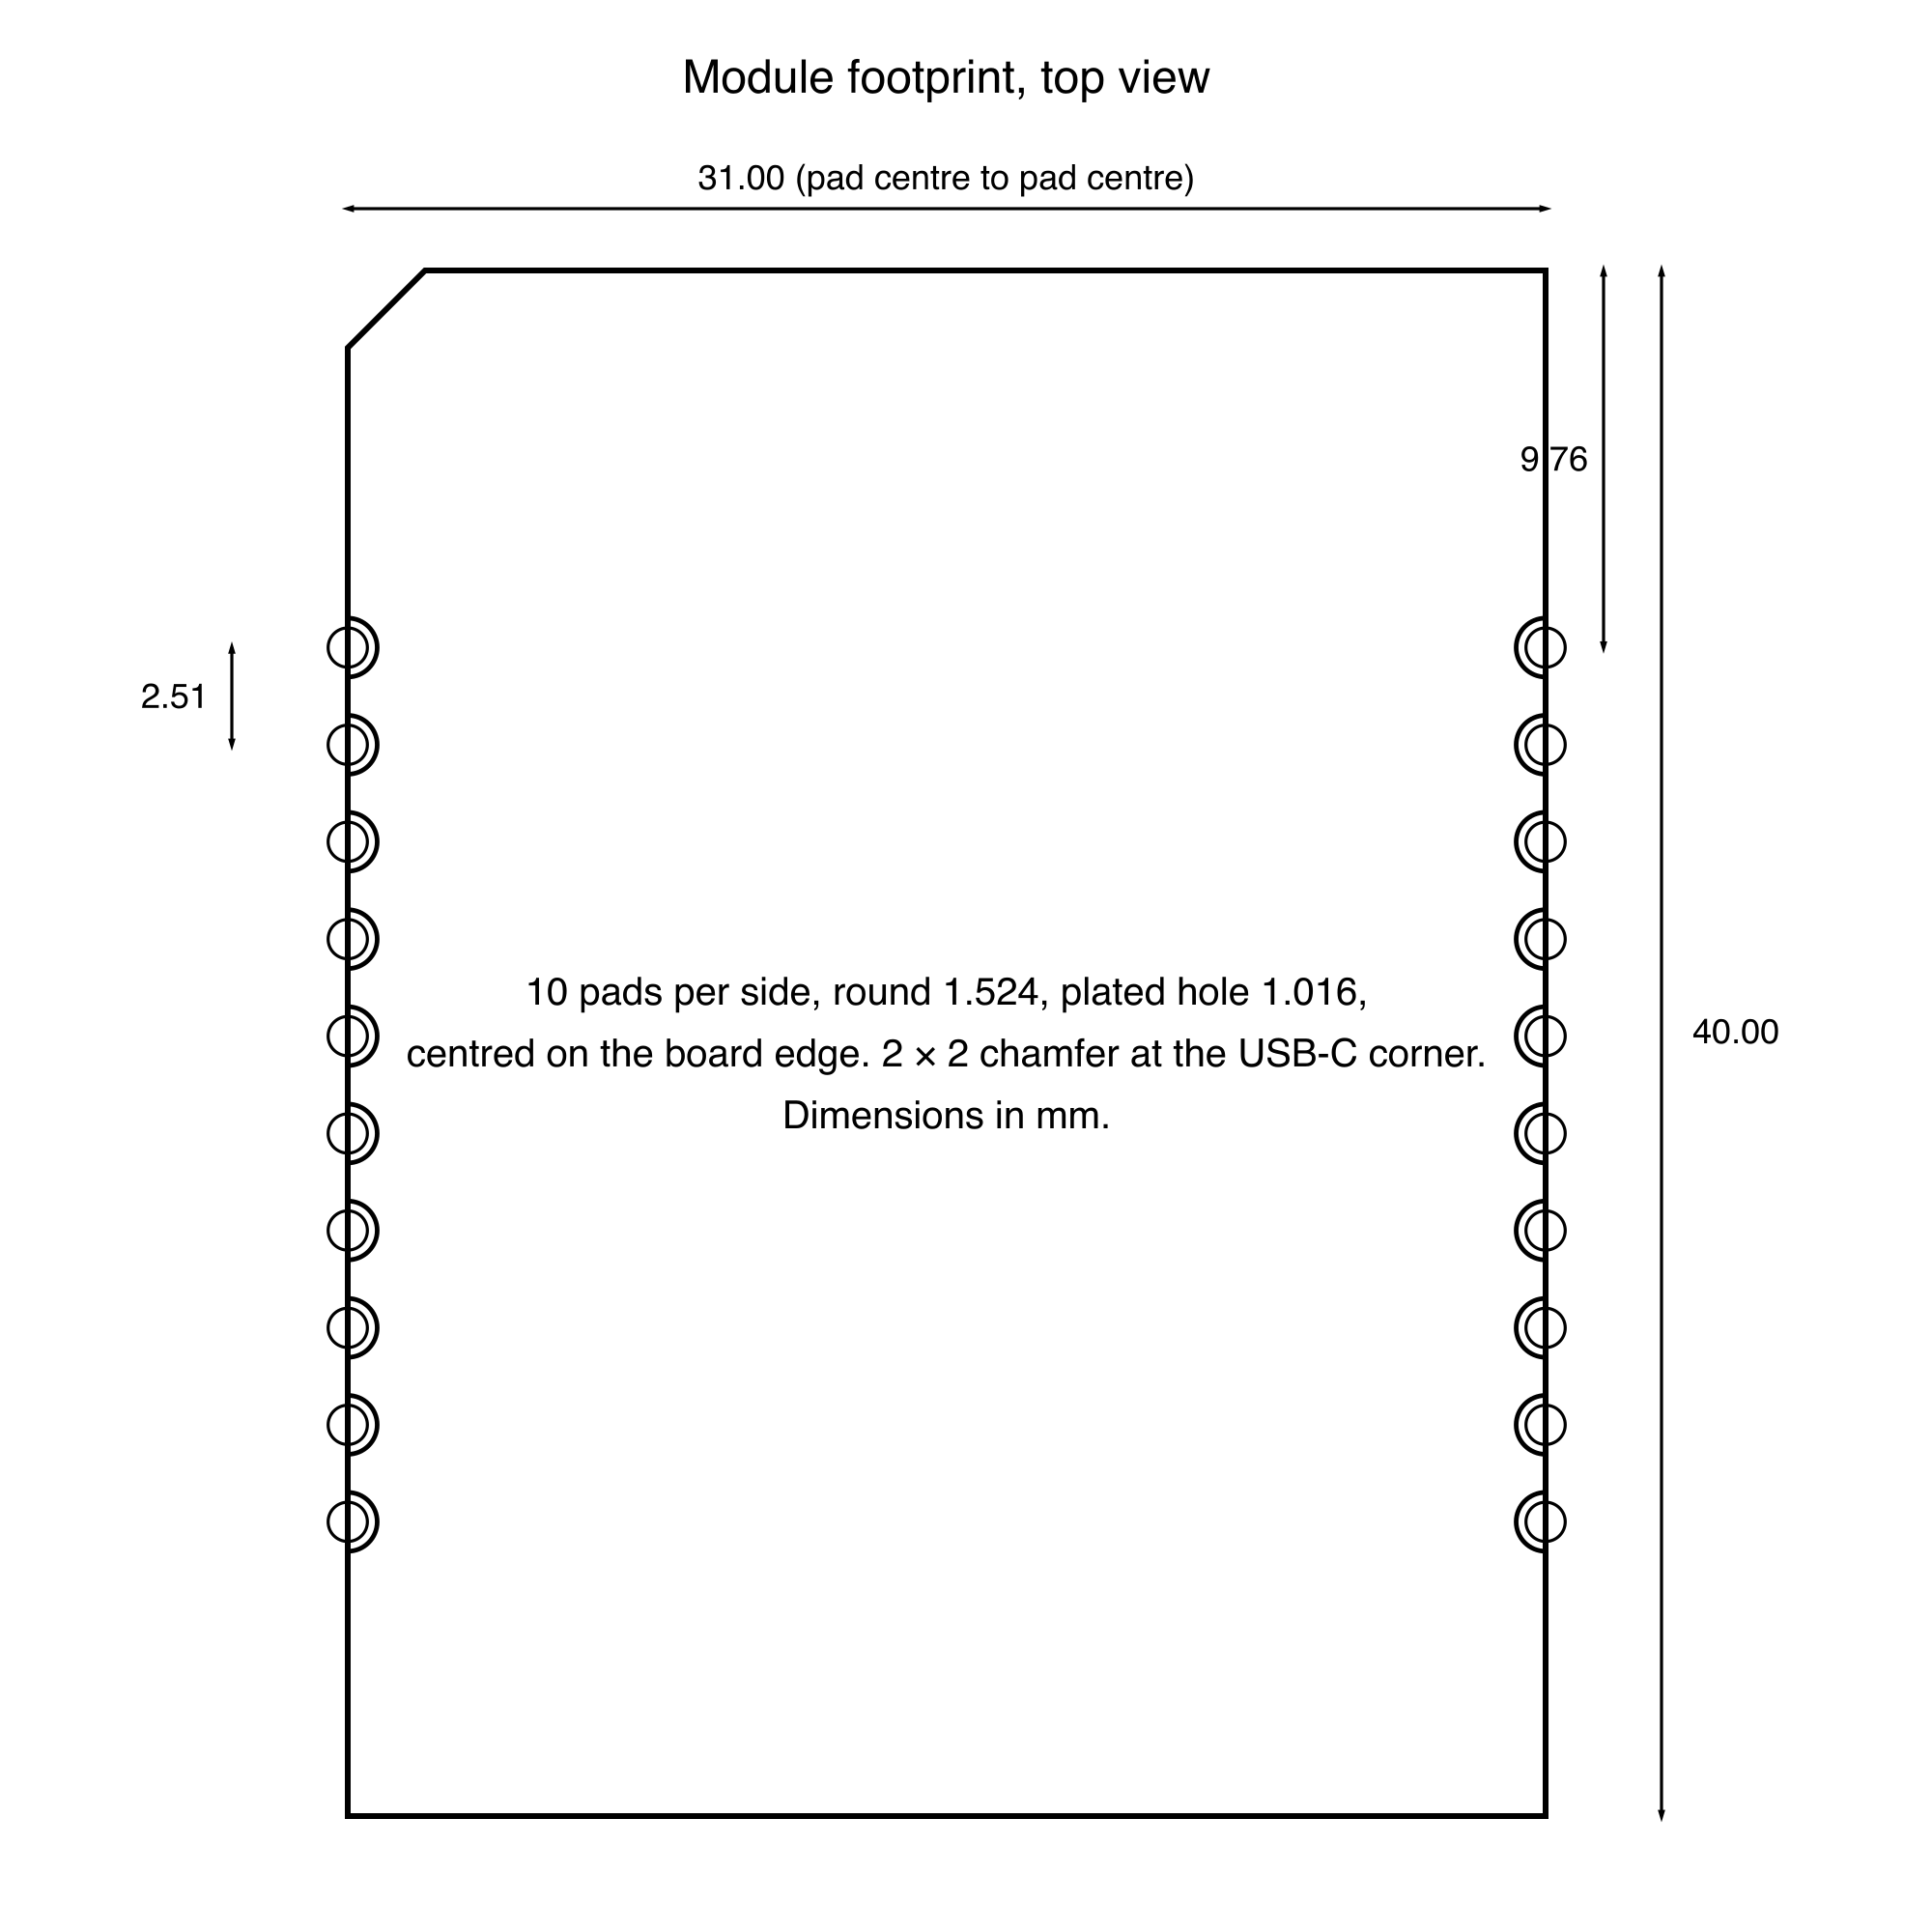 Module footprint, top view
31.00 (pad centre to pad centre)
9.76
2.51
10 pads per side, round 1.524, plated hole 1.016,
centred on the board edge. 2 × 2 chamfer at the USB-C corner.
40.00
Dimensions in mm.